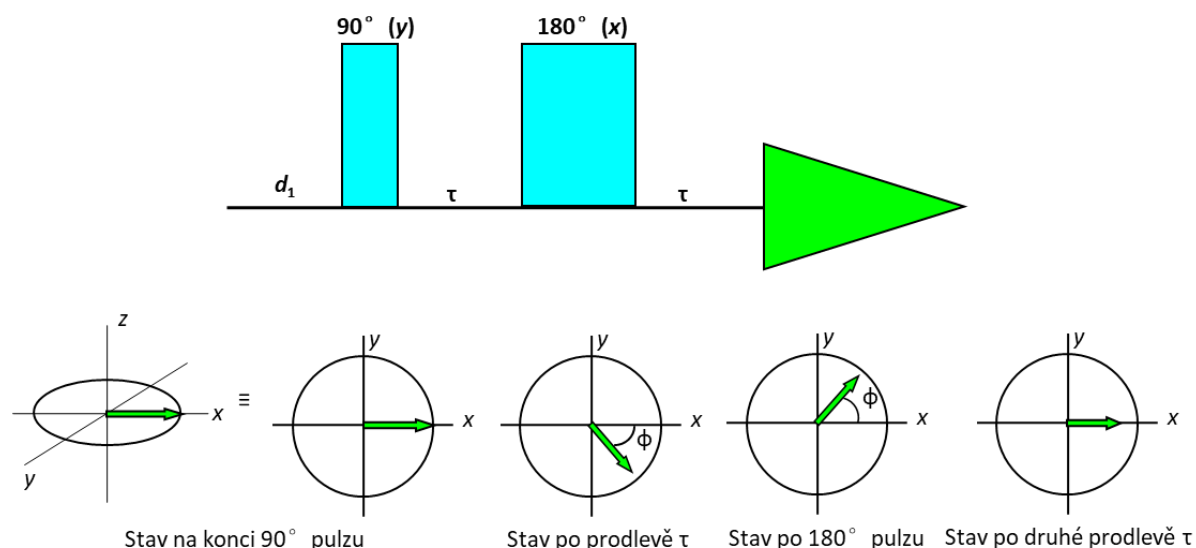 90° (y) 180° (x)
d1 τ τ
z
x
y
≡
y
x
y
x
ϕ
y
x
ϕ
y
x
Stav na konci 90° pulzu Stav po prodlevě τ Stav po 180° pulzu Stav po druhé prodlevě τ